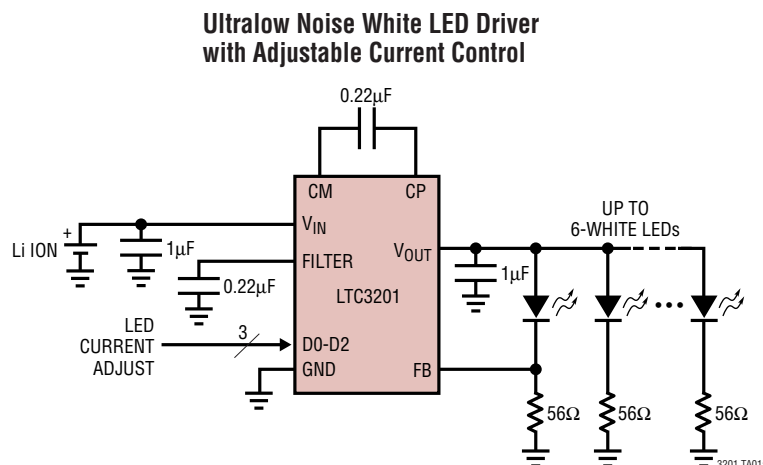 Ultralow Noise White LED Driver
with Adjustable Current Control
0.22µF
CM
CP
UP TO
6-WHITE LEDs
VIN
+
Li ION
1µF
VOUT
FILTER
1µF
0.22µF
LTC3201
LED
CURRENT
ADJUST
3
D0-D2
GND
FB
56Ω
56Ω
56Ω
3201 TA01